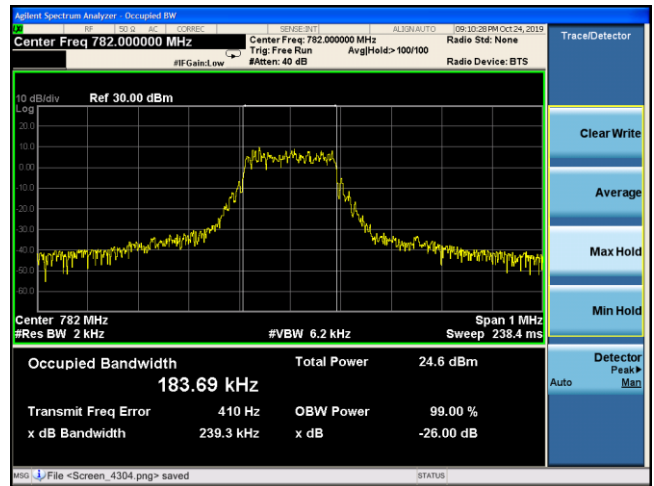 Agilent Spectrum Analyzer - Occupied BW
RF 50 Ω AC CORREC SENSE:INT ALIGNAUTO 09:10:28 PM Oct 24, 2019
Center Freq 782.000000 MHz Center Freq: 782.000000 MHz Radio Std: None Trace/Detector
Trig: Free Run Avg|Hold:> 100/100
#IFGain:Low #Atten: 40 dB Radio Device: BTS
10 dB/div Ref 30.00 dBm
Log
20.0
10.0
0.00
-10.0
-20.0
-30.0
-40.0
-50.0
-60.0
Clear Write
Average
Max Hold
Min Hold
Center 782 MHz Span 1 MHz
#Res BW 2 kHz #VBW 6.2 kHz Sweep 238.4 ms
Occupied Bandwidth Total Power 24.6 dBm
183.69 kHz
Transmit Freq Error 410 Hz OBW Power 99.00 %
x dB Bandwidth 239.3 kHz x dB -26.00 dB
Detector
Peak▶
Auto Man
MSG File <Screen_4304.png> saved STATUS